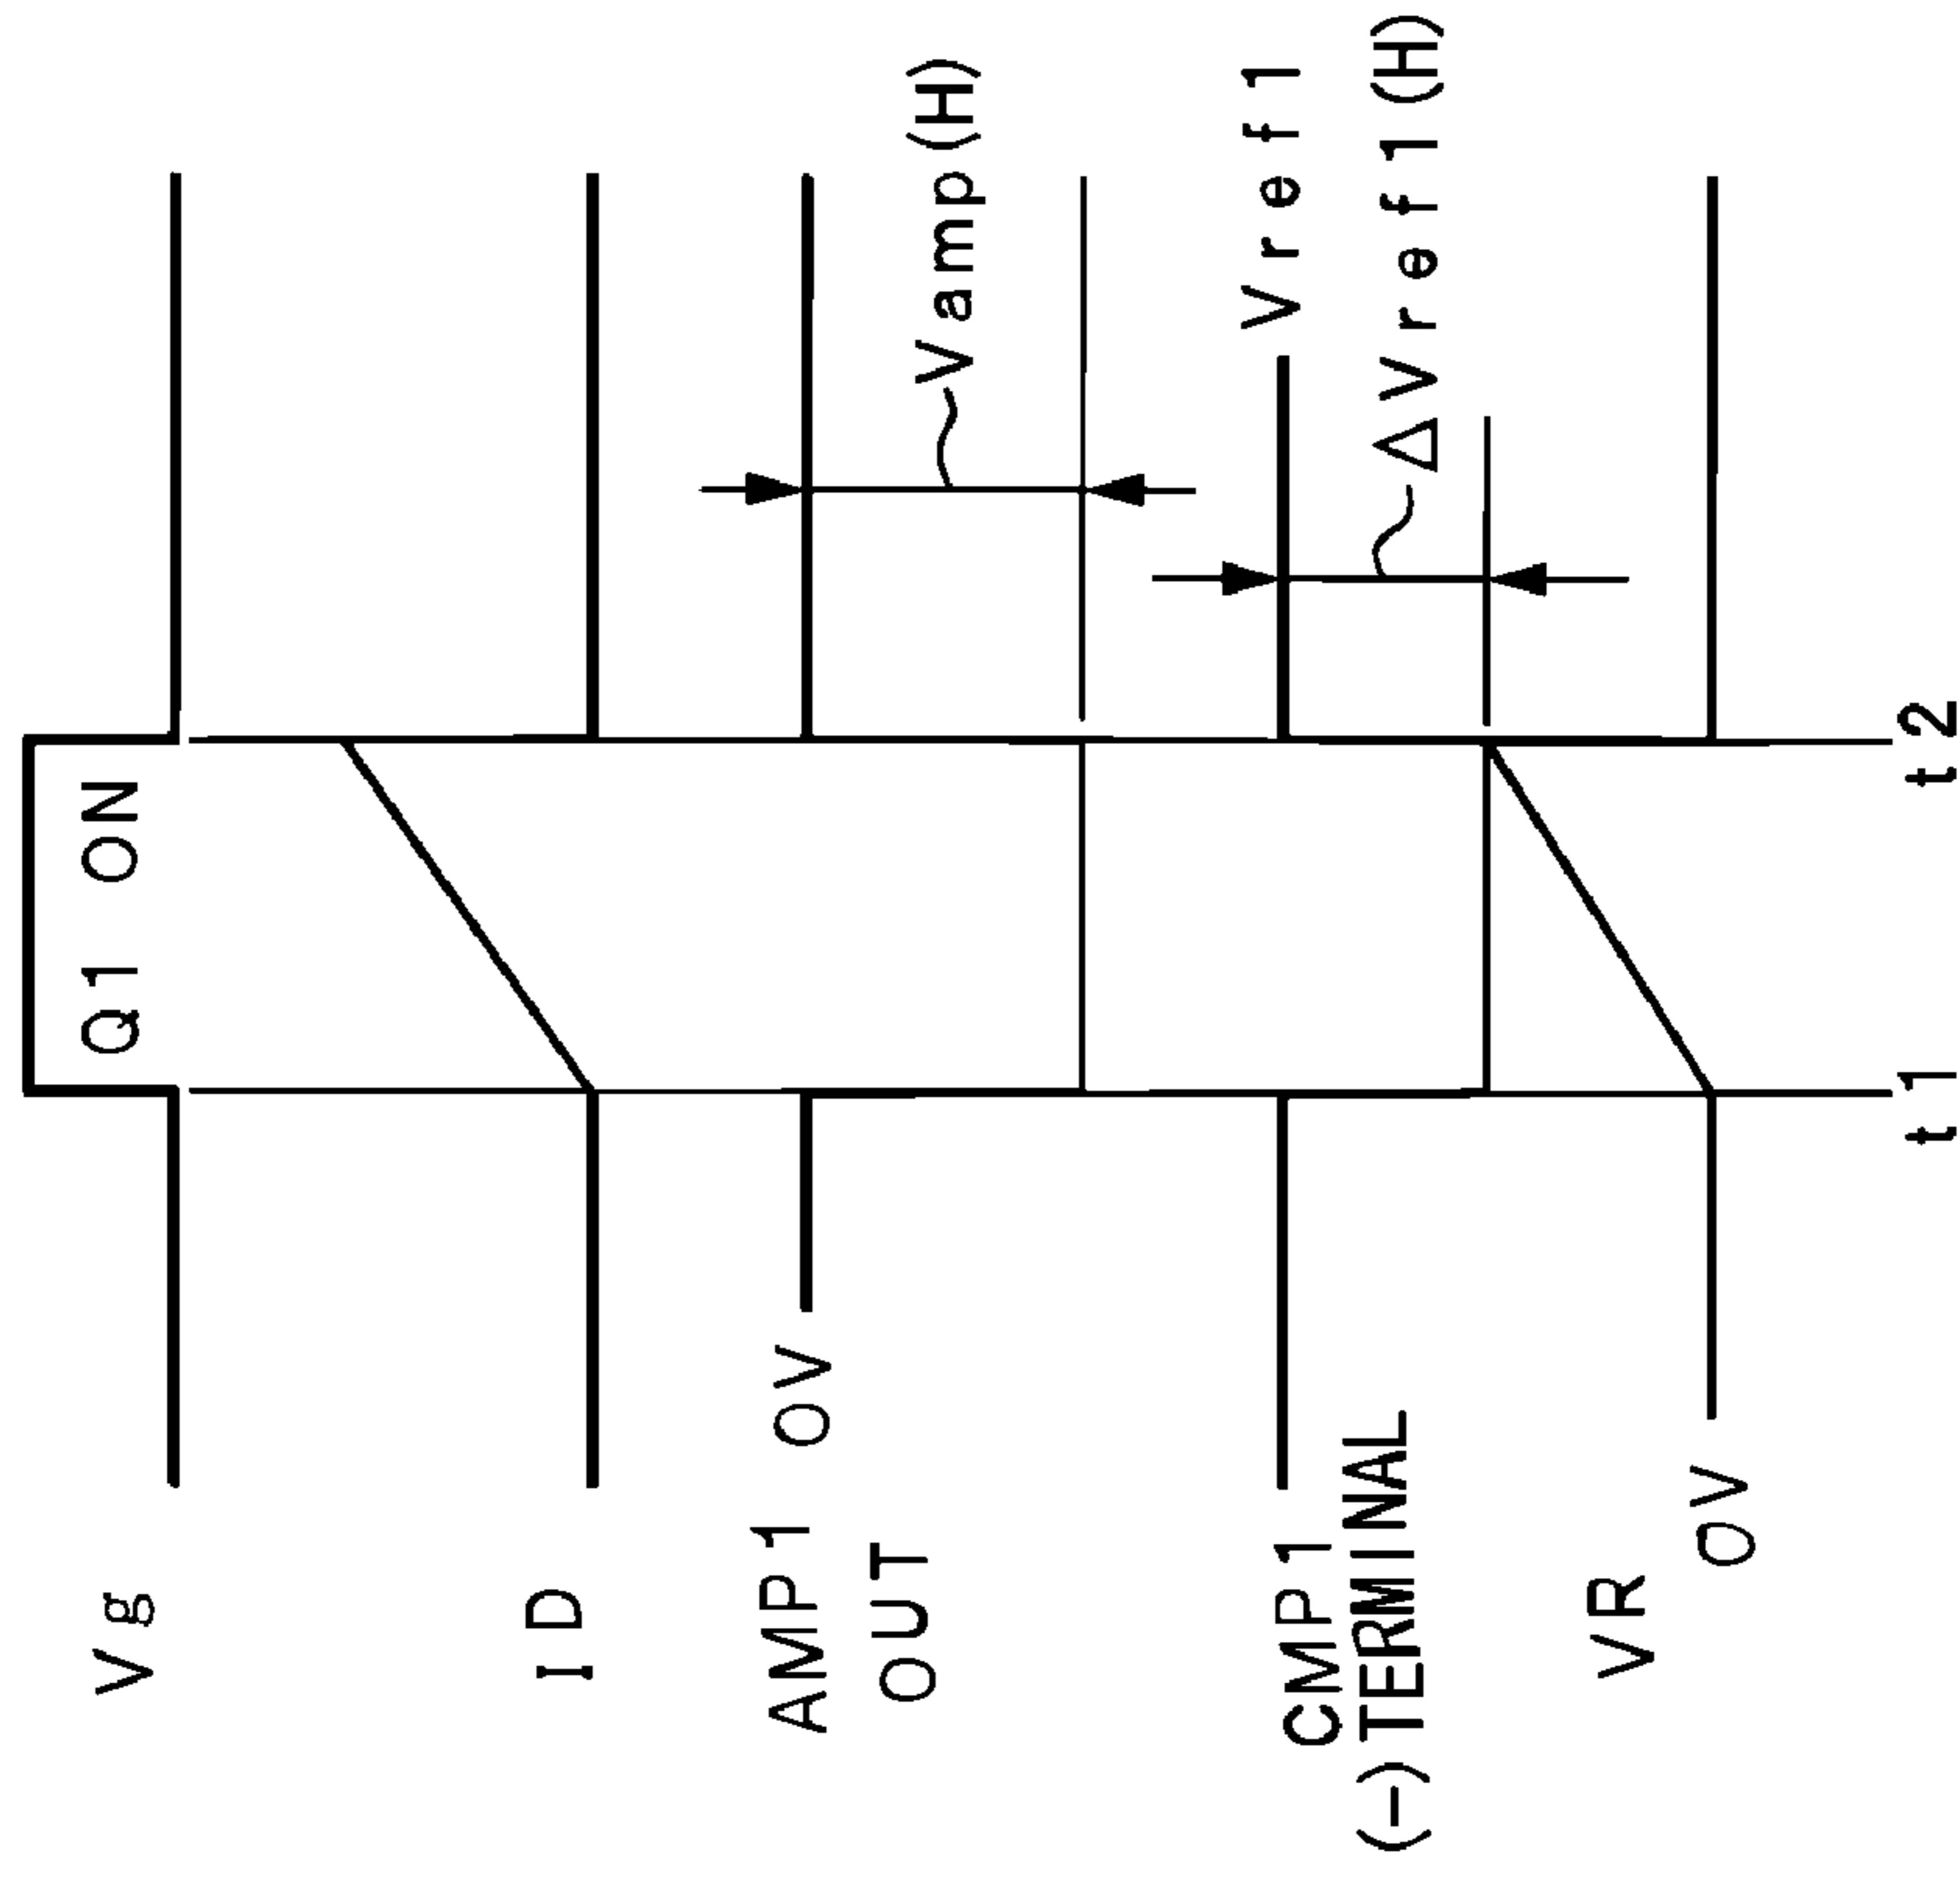 Vg
Q1 ON
ID
AMP1 0V
OUT
Vamp(H)
CMP1
(−)TERMINAL
Vref1
ΔVref1(H)
VR
0V
t1
t2